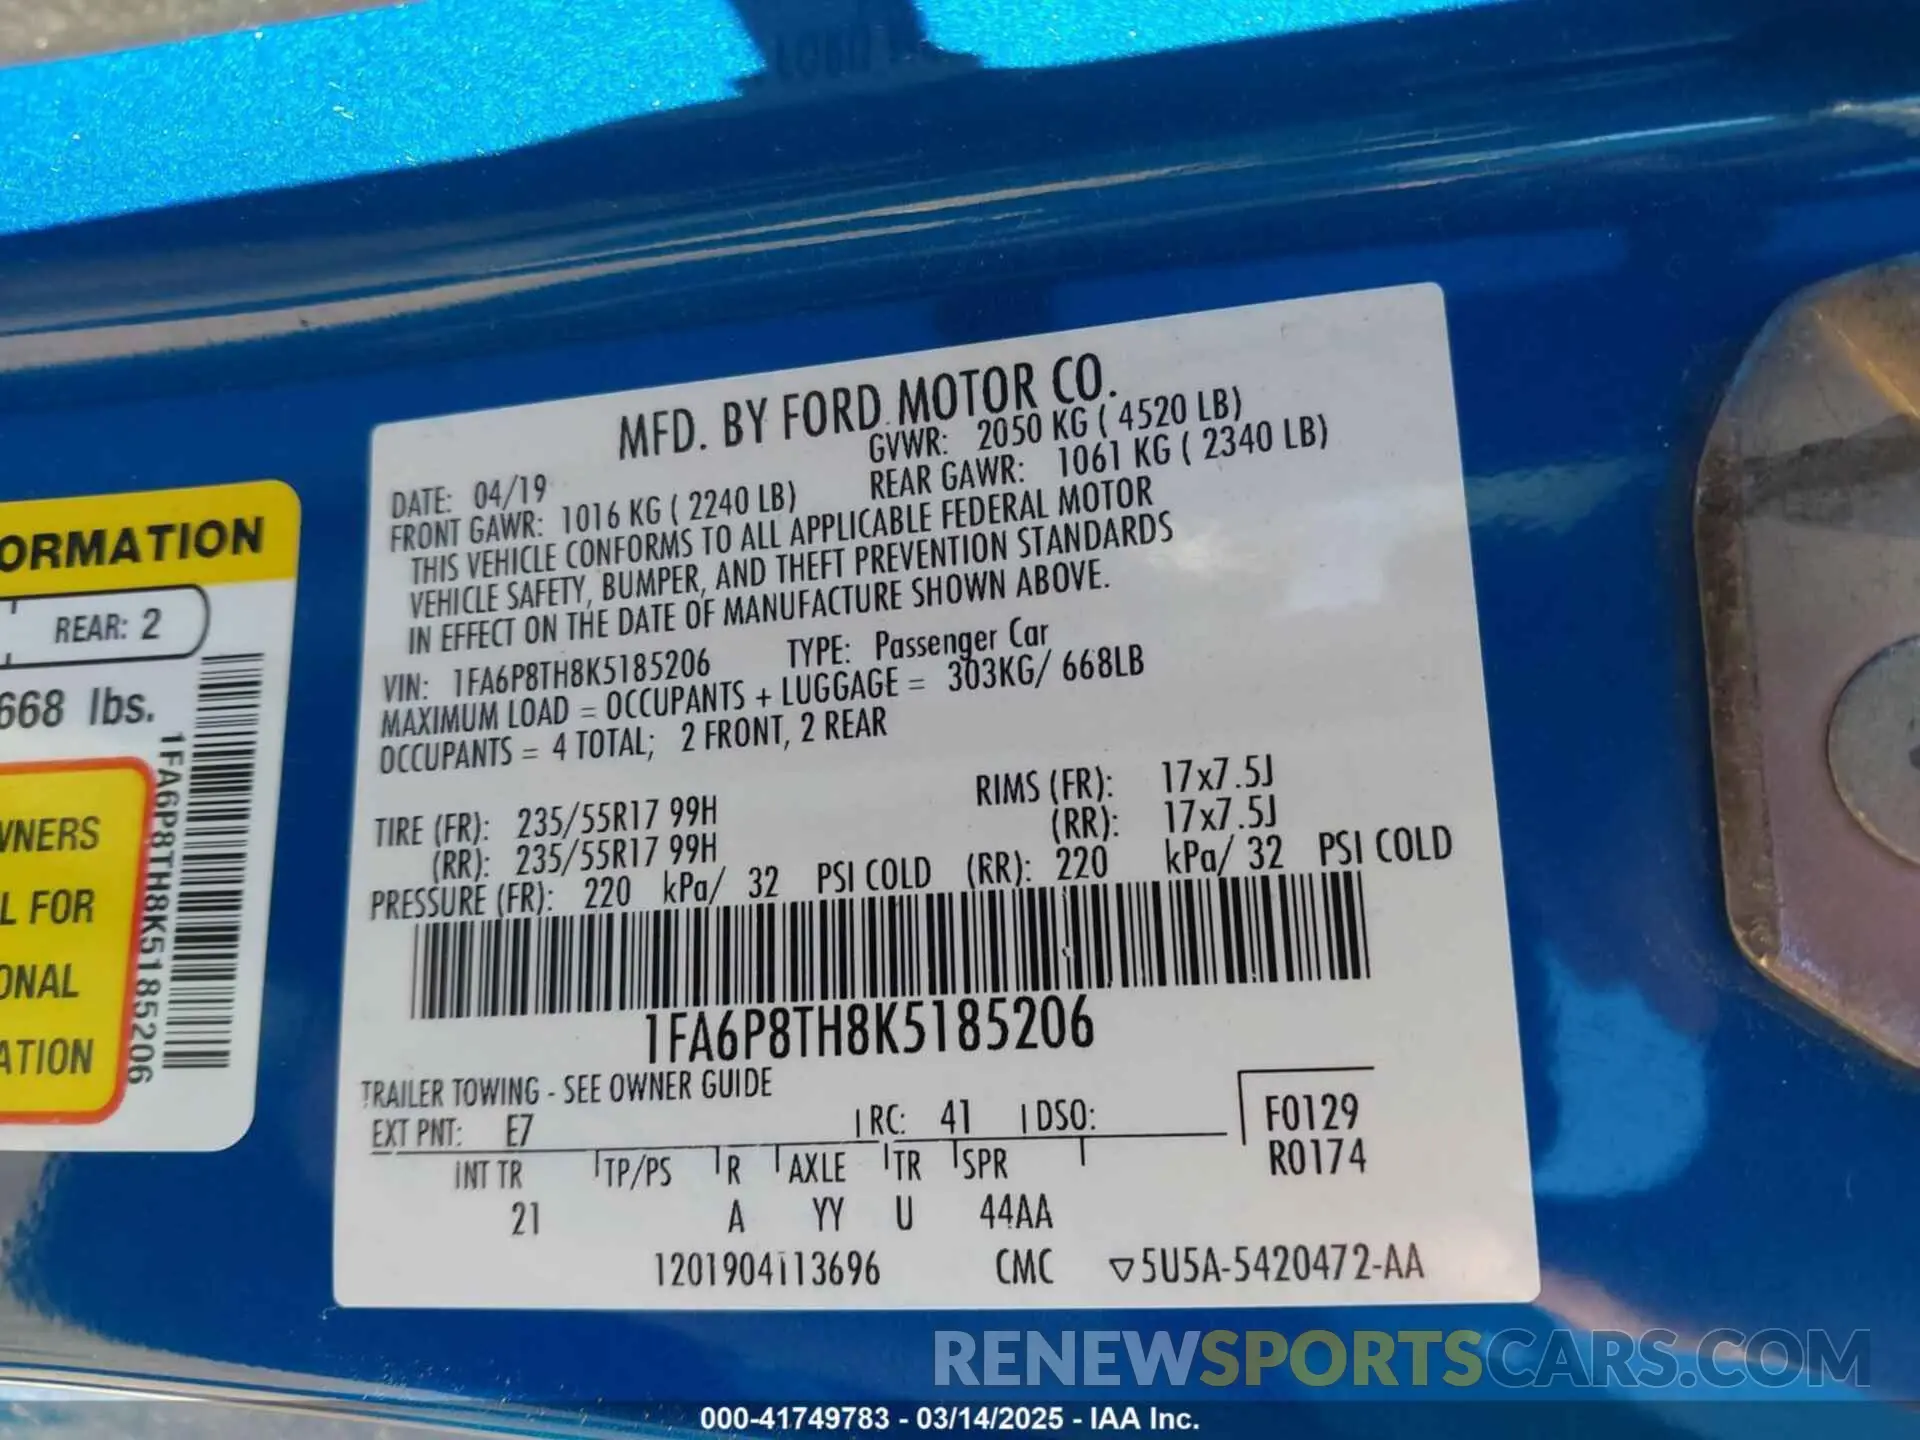 MFD. BY FORD MOTOR CO.
DATE: 04/19 GVWR: 2050 KG ( 4520 LB)
FRONT GAWR: 1016 KG ( 2240 LB) REAR GAWR: 1061 KG ( 2340 LB)
THIS VEHICLE CONFORMS TO ALL APPLICABLE FEDERAL MOTOR
VEHICLE SAFETY, BUMPER, AND THEFT PREVENTION STANDARDS
IN EFFECT ON THE DATE OF MANUFACTURE SHOWN ABOVE.
VIN: 1FA6P8TH8K5185206 TYPE: Passenger Car
MAXIMUM LOAD = OCCUPANTS + LUGGAGE = 303KG/ 668LB
OCCUPANTS = 4 TOTAL; 2 FRONT, 2 REAR
TIRE (FR): 235/55R17 99H RIMS (FR): 17x7.5J
(RR): 235/55R17 99H (RR): 17x7.5J
PRESSURE (FR): 220 kPa/ 32 PSI COLD (RR): 220 kPa/ 32 PSI COLD
1FA6P8TH8K5185206
TRAILER TOWING - SEE OWNER GUIDE
EXT PNT: E7 RC: 41 DSO: F0129
R0174
INT TR TP/PS R AXLE TR SPR
21 A YY U 44AA
1201904113696 CMC ▽5U5A-5420472-AA
ORMATION
REAR: 2
668 lbs.
1FA6P8TH8K5185206
WNERS
L FOR
ONAL
ATION
RENEWSPORTSCARS.COM
000-41749783 - 03/14/2025 - IAA Inc.